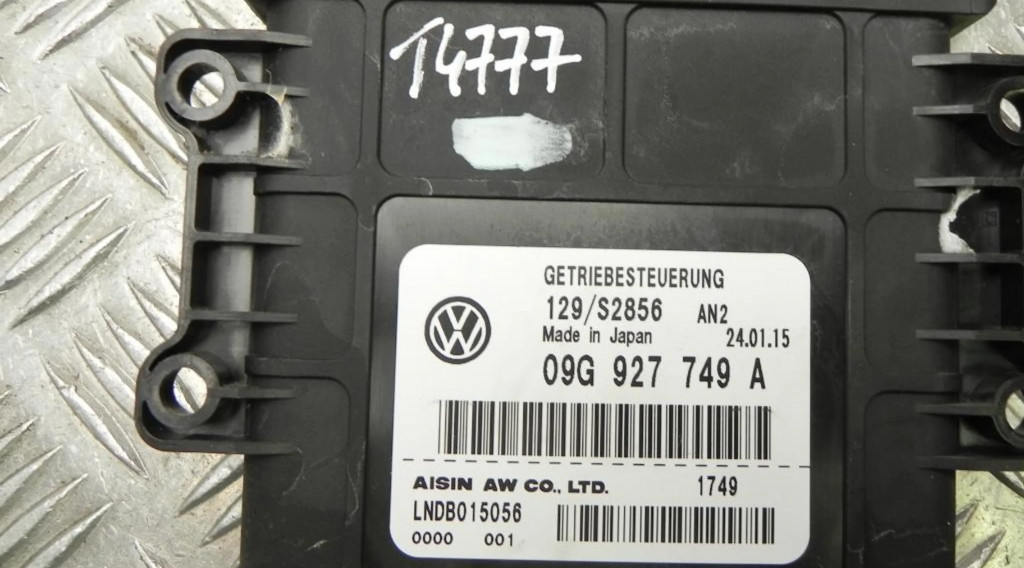 T4777
GETRIEBESTEUERUNG
129/S2856 AN2
Made in Japan 24.01.15
09G 927 749 A
AISIN AW CO., LTD. 1749
LNDB015056
0000 001